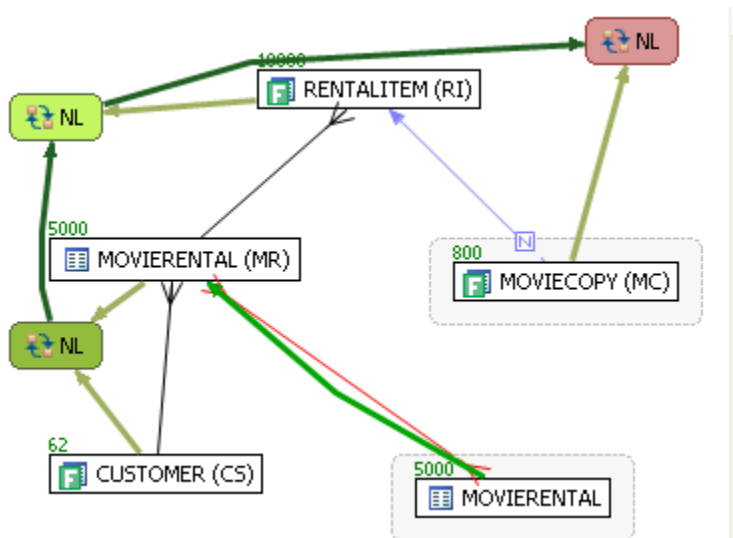 NL
10000
RENTALITEM (RI)
NL
5000
MOVIERENTAL (MR)
N
800
MOVIECOPY (MC)
NL
62
CUSTOMER (CS)
5000
MOVIERENTAL